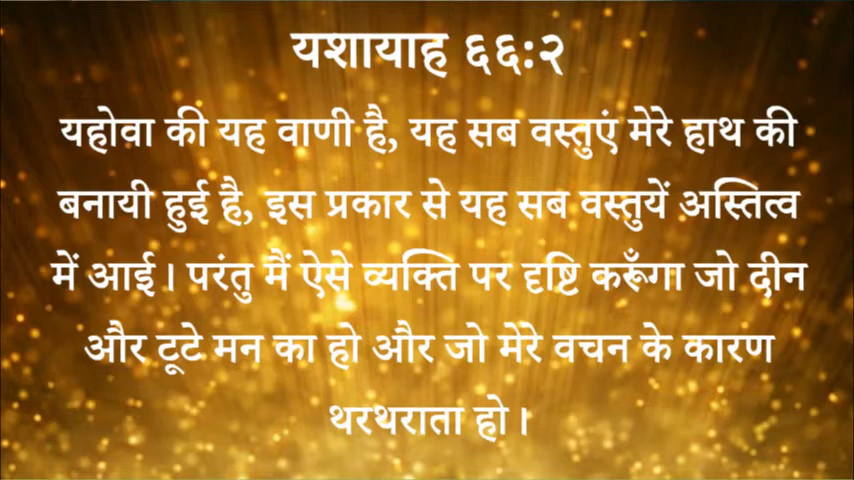 यशायाह ६६:२
यहोवा की यह वाणी है, यह सब वस्तुएं मेरे हाथ की
बनायी हुई है, इस प्रकार से यह सब वस्तुयें अस्तित्व
में आई। परंतु मैं ऐसे व्यक्ति पर दृष्टि करूँगा जो दीन
और टूटे मन का हो और जो मेरे वचन के कारण
थरथराता हो।